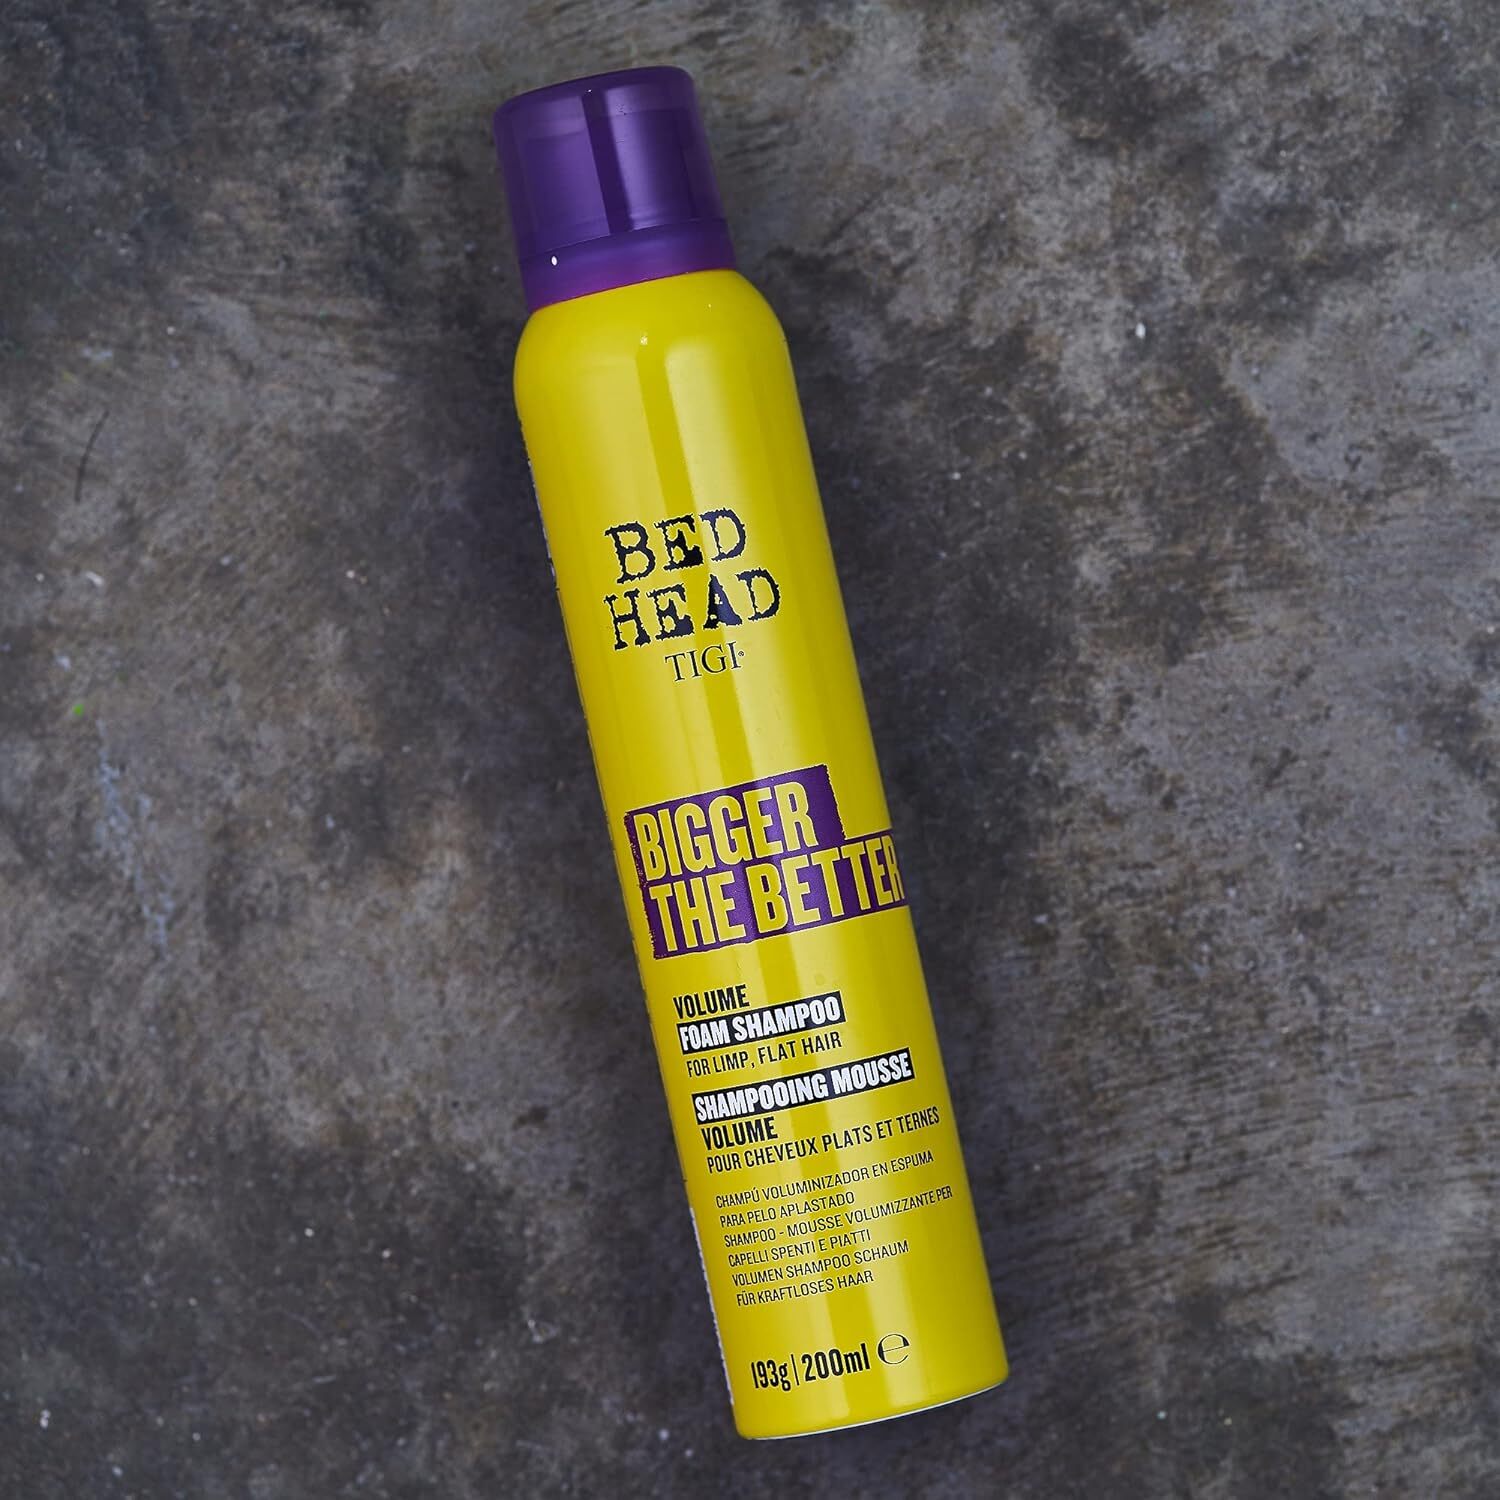 BED
HEAD
TIGI®
BIGGER
THE BETTER
VOLUME
FOAM SHAMPOO
FOR LIMP, FLAT HAIR
SHAMPOOING MOUSSE
VOLUME
POUR CHEVEUX PLATS ET TERNES
CHAMPÚ VOLUMINIZADOR EN ESPUMA
PARA PELO APLASTADO
SHAMPOO - MOUSSE VOLUMIZZANTE PER
CAPELLI SPENTI E PIATTI
VOLUMEN SHAMPOO SCHAUM
FÜR KRAFTLOSES HAAR
193g | 200ml ℮